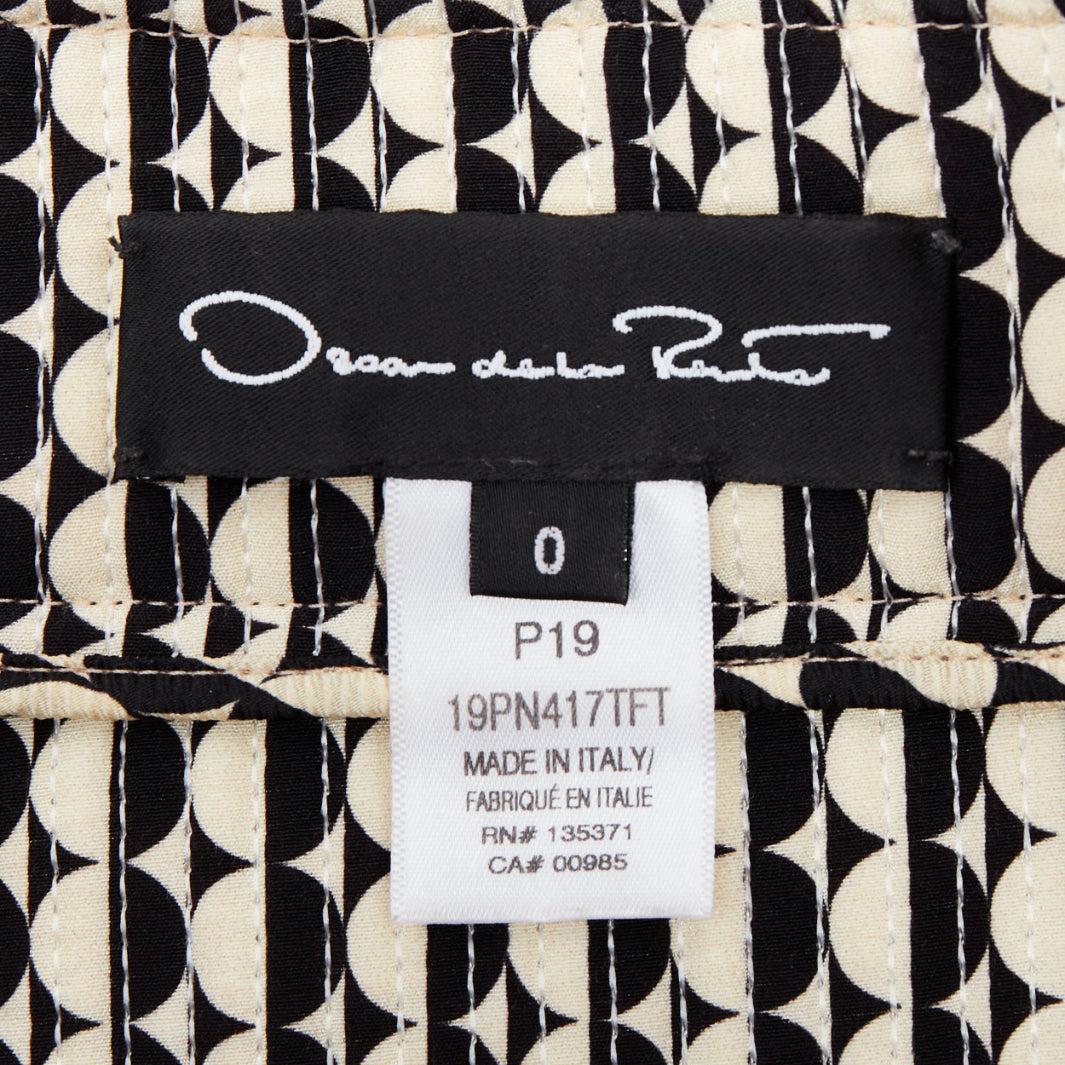 Oscar de la Renta
0
P19
19PN417TFT
MADE IN ITALY/
FABRIQUÉ EN ITALIE
RN# 135371
CA# 00985